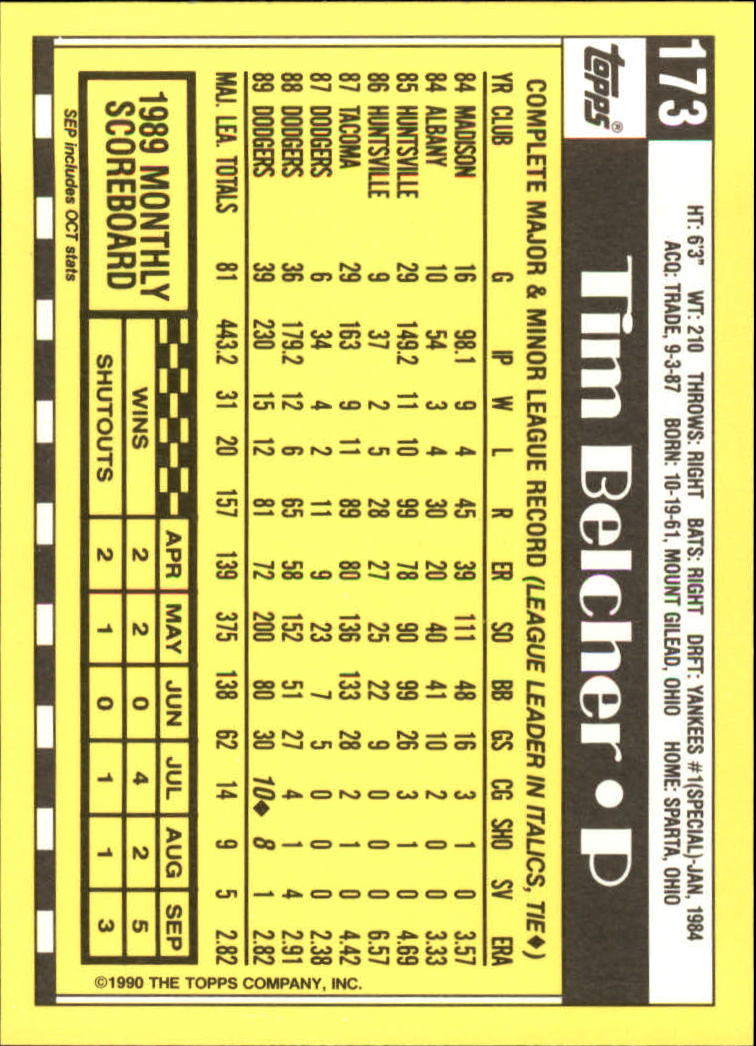 173
HT: 6'3" WT: 210 THROWS: RIGHT BATS: RIGHT DRFT: YANKEES #1(SPECIAL)-JAN, 1984
ACQ: TRADE, 9-3-87 BORN: 10-19-61, MOUNT GILEAD, OHIO HOME: SPARTA, OHIO
topps®
Tim Belcher • P
COMPLETE MAJOR & MINOR LEAGUE RECORD (LEAGUE LEADER IN ITALICS, TIE♦)
YR CLUB G IP W L R ER SO BB GS CG SHO SV ERA
84 MADISON 16 98.1 9 4 45 39 111 48 16 3 1 0 3.57
84 ALBANY 10 54 3 4 30 20 40 41 10 2 0 0 3.33
85 HUNTSVILLE 29 149.2 11 10 99 78 90 99 26 3 1 0 4.69
86 HUNTSVILLE 9 37 2 5 28 27 25 22 9 0 0 0 6.57
87 TACOMA 29 163 9 11 89 80 136 133 28 2 1 0 4.42
87 DODGERS 6 34 4 2 11 9 23 7 5 0 0 0 2.38
88 DODGERS 36 179.2 12 6 65 58 152 51 27 4 1 4 2.91
89 DODGERS 39 230 15 12 81 72 200 80 30 10♦ 8 1 2.82
MAJ. LEA. TOTALS 81 443.2 31 20 157 139 375 138 62 14 9 5 2.82
1989 MONTHLY
SCOREBOARD
APR MAY JUN JUL AUG SEP
WINS 2 2 0 4 2 5
SHUTOUTS 2 1 0 1 1 3
SEP includes OCT stats
©1990 THE TOPPS COMPANY, INC.